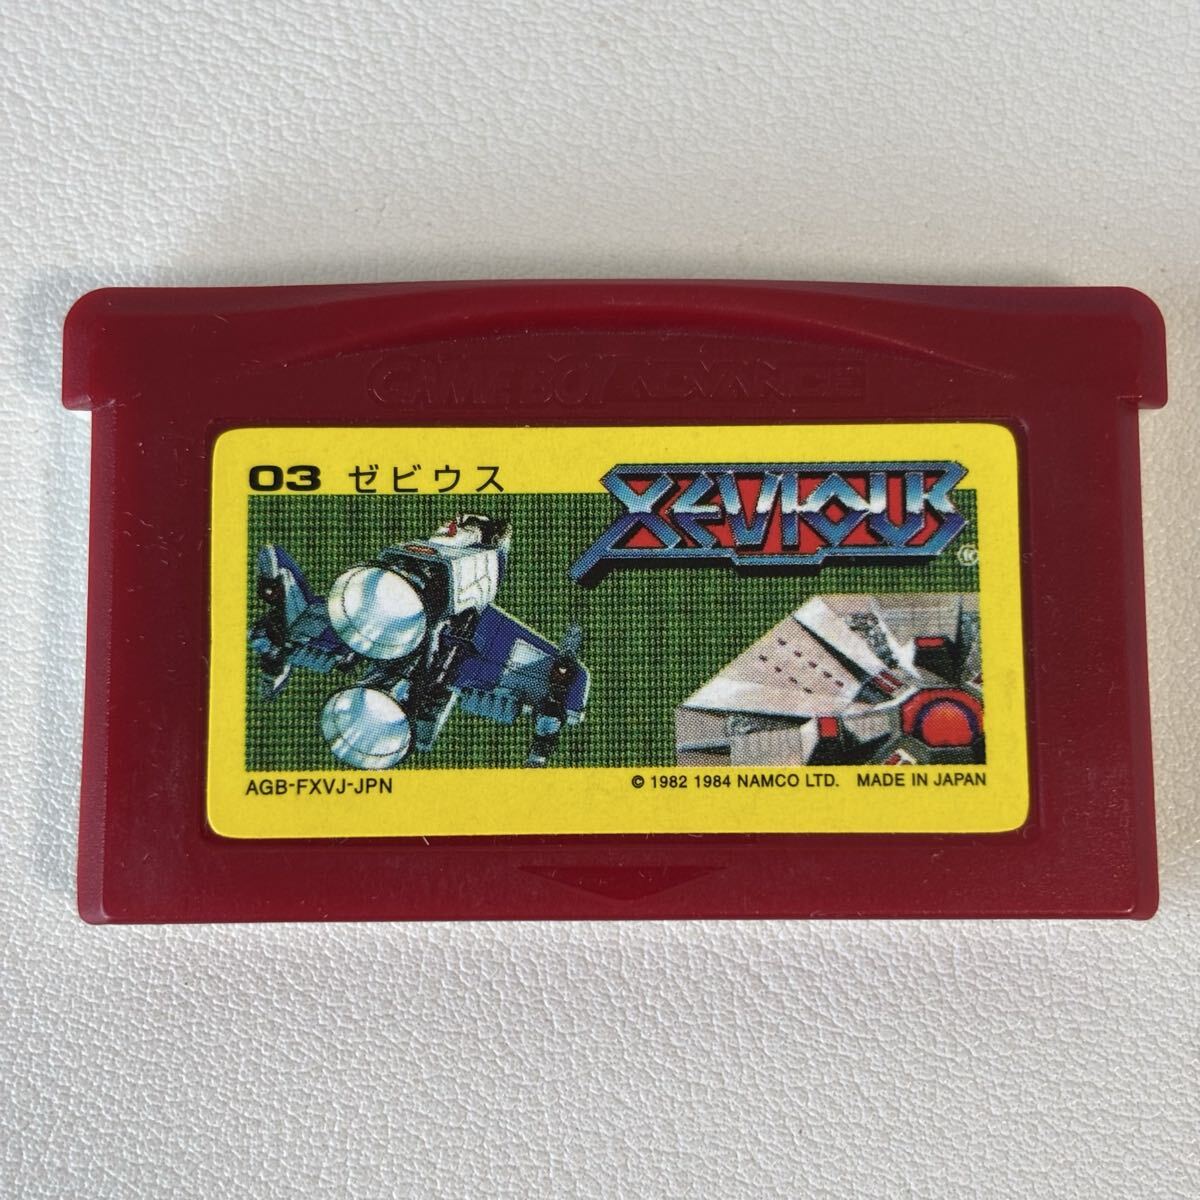 GAME BOY ADVANCE
03 ゼビウス
XEVIOUS
®
AGB-FXVJ-JPN
© 1982 1984 NAMCO LTD. MADE IN JAPAN